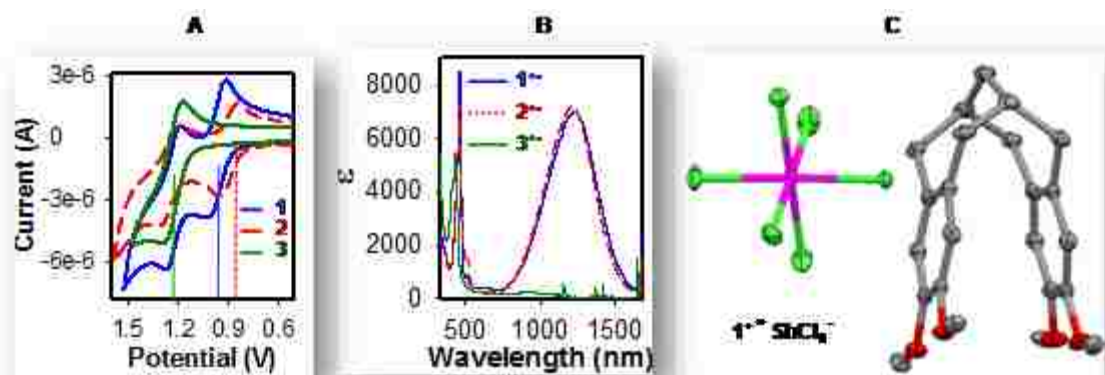 A
B
C
3e-6
0
-3e-6
-6e-6
Current (A)
1.5 1.2 0.9 0.6
Potential (V)
1
2
3
8000
6000
4000
2000
0
ε
500 1000 1500
Wavelength (nm)
1+•
2+•
3+•
1+• SbCl6-